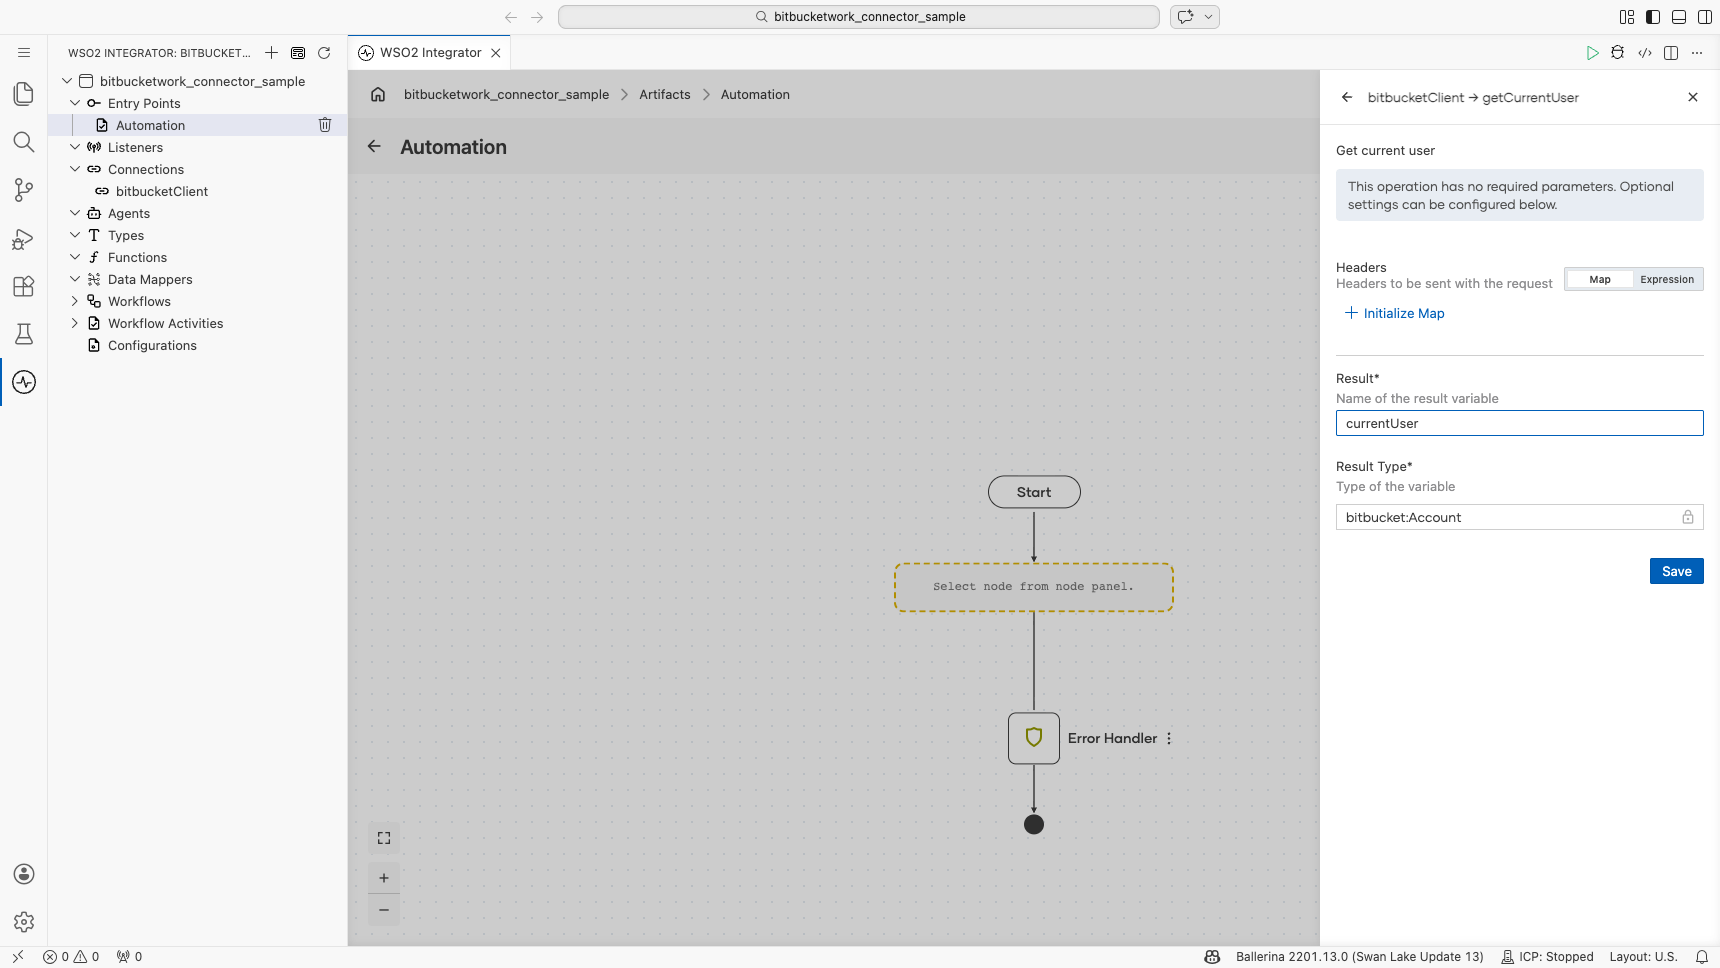 bitbucketwork_connector_sample
WSO2 INTEGRATOR: BITBUCKET...
WSO2 Integrator
bitbucketwork_connector_sample
Entry Points
Automation
Listeners
Connections
bitbucketClient
Agents
Types
Functions
Data Mappers
Workflows
Workflow Activities
Configurations
bitbucketwork_connector_sample
Artifacts
Automation
Automation
Start
Select node from node panel.
Error Handler
bitbucketClient → getCurrentUser
Get current user
This operation has no required parameters. Optional
settings can be configured below.
Headers
Headers to be sent with the request
Map
Expression
Initialize Map
Result*
Name of the result variable
currentUser
Result Type*
Type of the variable
bitbucket:Account
Save
0
0
0
Ballerina 2201.13.0 (Swan Lake Update 13)
ICP: Stopped
Layout: U.S.